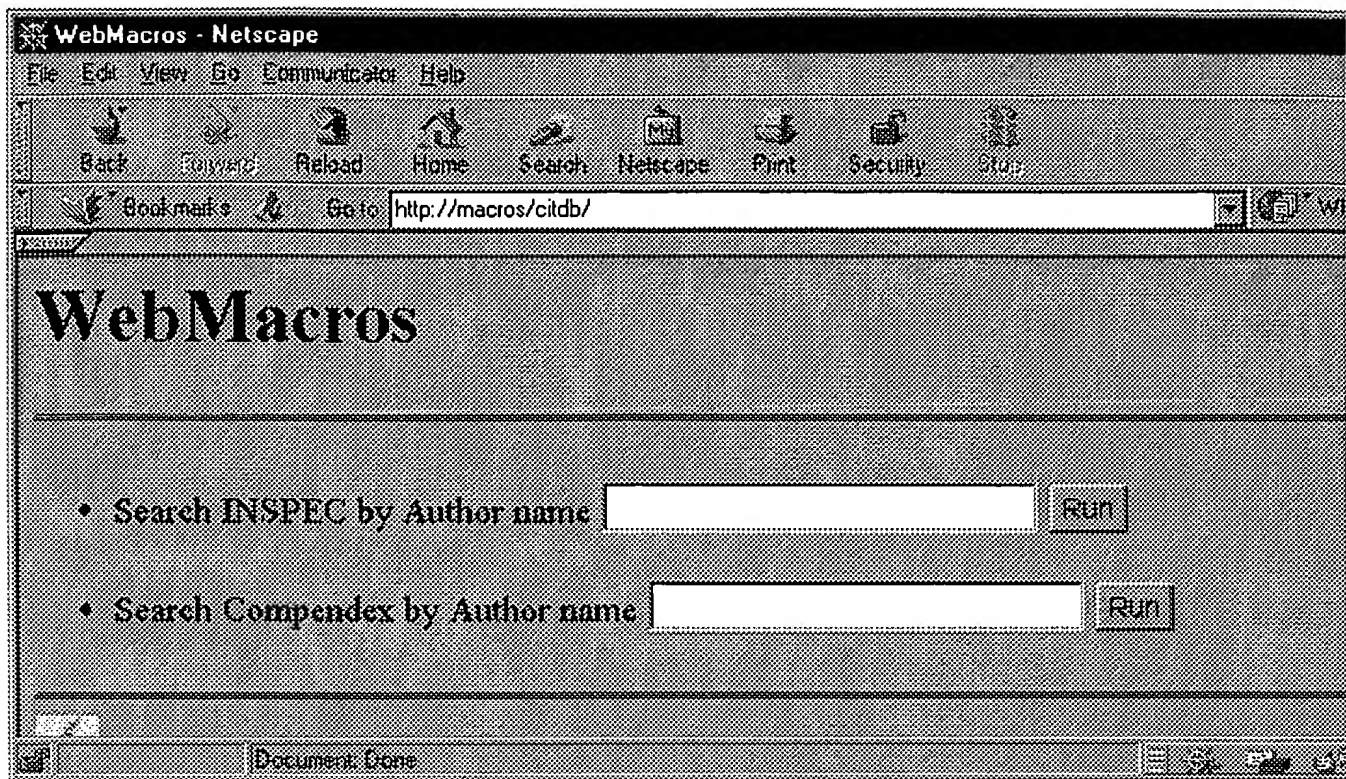 WebMacros - Netscape
File Edit View Go Communicator Help
Back Forward Reload Home Search Netscape Print Security Stop
Bookmarks Go to http://macros/citdb/
WebMacros
• Search INSPEC by Author name Run
• Search Compendex by Author name Run
Document: Done